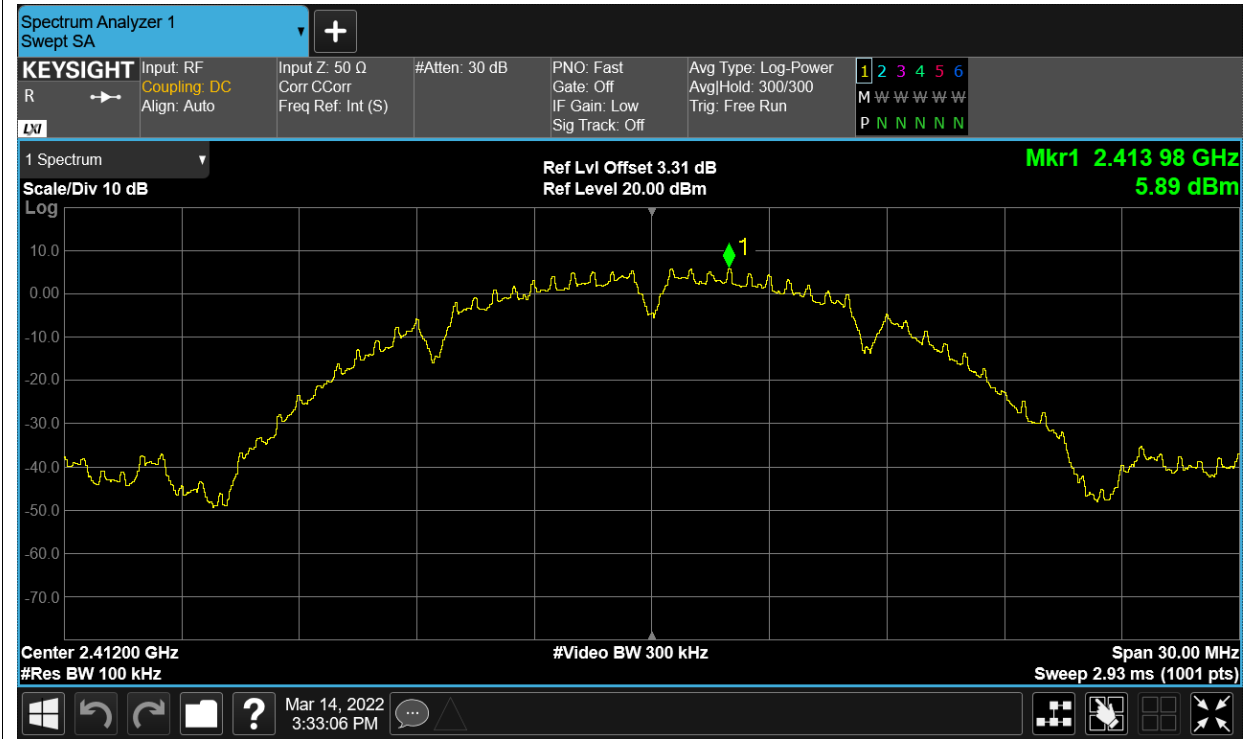 Spectrum Analyzer 1
Swept SA
+
KEYSIGHT
R
LXI
Input: RF
Coupling: DC
Align: Auto
Input Z: 50 Ω
Corr CCorr
Freq Ref: Int (S)
#Atten: 30 dB
PNO: Fast
Gate: Off
IF Gain: Low
Sig Track: Off
Avg Type: Log-Power
Avg|Hold: 300/300
Trig: Free Run
1 2 3 4 5 6
M W W W W W
P N N N N N
1 Spectrum
Scale/Div 10 dB
Log
Ref Lvl Offset 3.31 dB
Ref Level 20.00 dBm
Mkr1 2.413 98 GHz
5.89 dBm
1
10.0
0.00
-10.0
-20.0
-30.0
-40.0
-50.0
-60.0
-70.0
Center 2.41200 GHz
#Res BW 100 kHz
#Video BW 300 kHz
Span 30.00 MHz
Sweep 2.93 ms (1001 pts)
?
Mar 14, 2022
3:33:06 PM